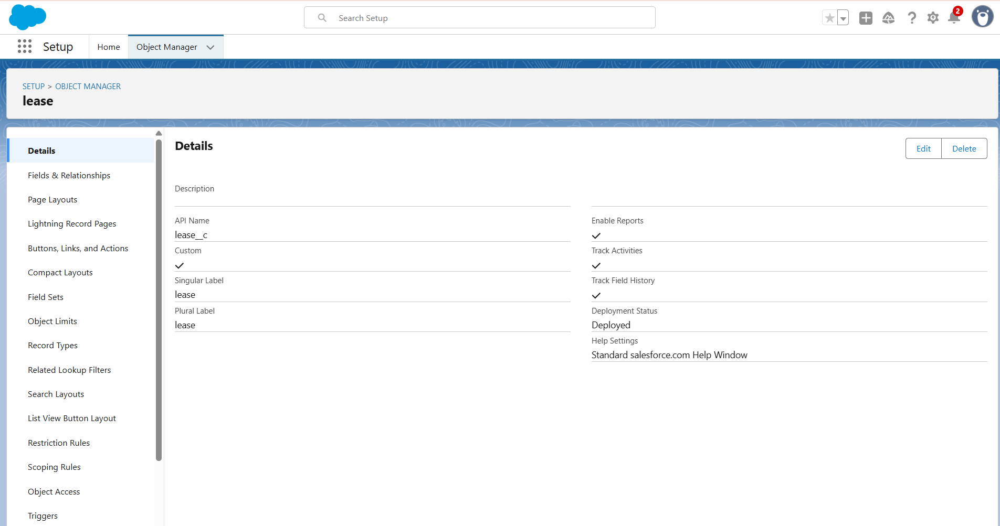 Search Setup
2
Setup
Home
Object Manager
SETUP > OBJECT MANAGER
lease
Details
Fields & Relationships
Page Layouts
Lightning Record Pages
Buttons, Links, and Actions
Compact Layouts
Field Sets
Object Limits
Record Types
Related Lookup Filters
Search Layouts
List View Button Layout
Restriction Rules
Scoping Rules
Object Access
Triggers
Details
Edit
Delete
Description
API Name
lease__c
Custom
Singular Label
lease
Plural Label
lease
Enable Reports
Track Activities
Track Field History
Deployment Status
Deployed
Help Settings
Standard salesforce.com Help Window